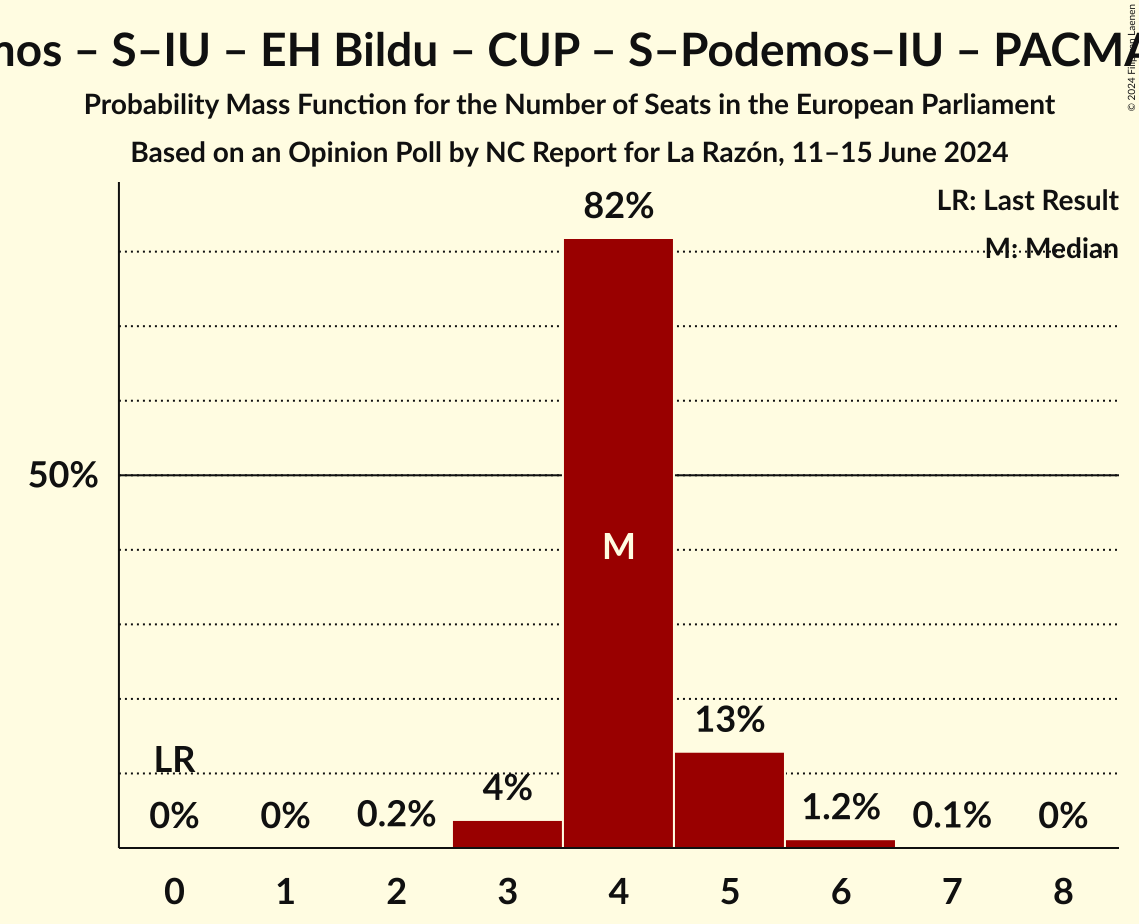 – S–IU – EH Bildu – CUP – S–Podemos–IU –
Probability Mass Function for the Number of Seats in the European Parliament
Based on an Opinion Poll by NC Report for La Razón, 11–15 June 2024
© 2024 Filip Laenen
LR: Last Result
M: Median
82%
50%
M
13%
LR
4%
0%
0%
0.2%
1.2%
0.1%
0%
0 1 2 3 4 5 6 7 8